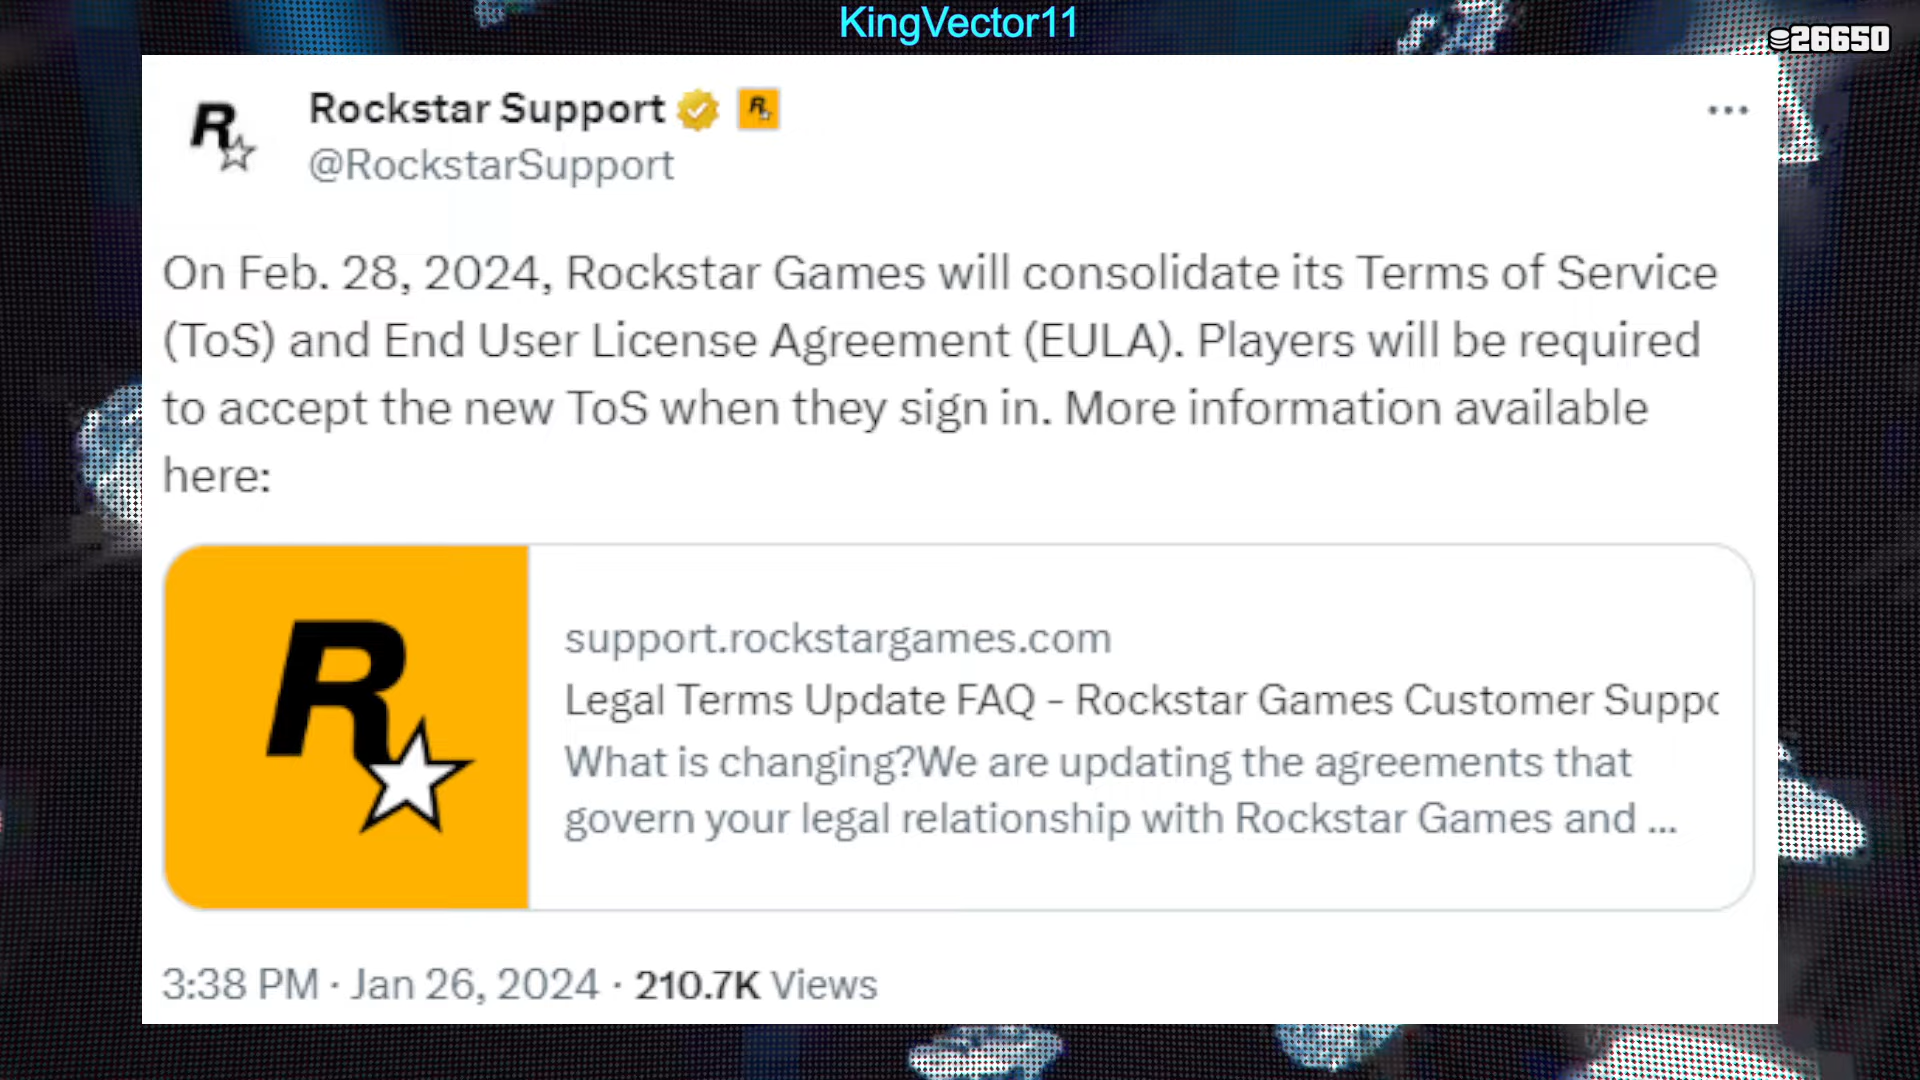 KingVector11
26650
Rockstar Support
@RockstarSupport
On Feb. 28, 2024, Rockstar Games will consolidate its Terms of Service
(ToS) and End User License Agreement (EULA). Players will be required
to accept the new ToS when they sign in. More information available
here:
support.rockstargames.com
Legal Terms Update FAQ - Rockstar Games Customer Suppo
What is changing?We are updating the agreements that
govern your legal relationship with Rockstar Games and ...
3:38 PM · Jan 26, 2024 · 210.7K Views